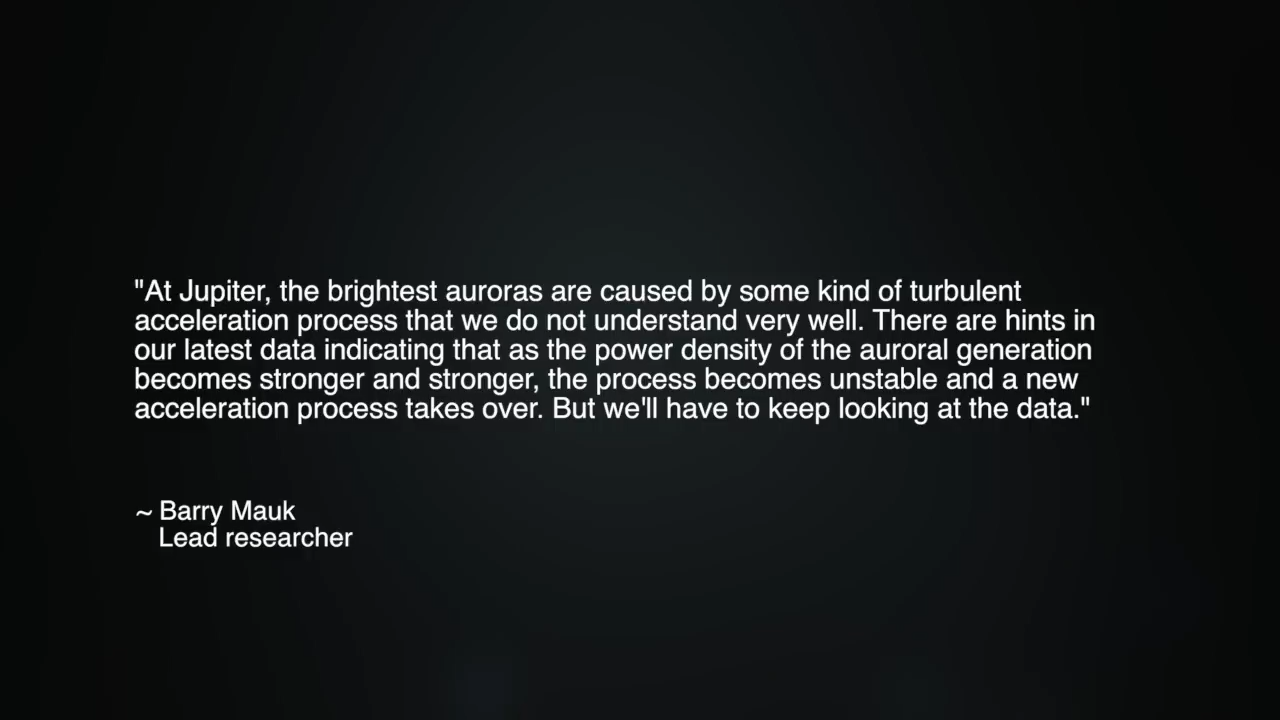 "At Jupiter, the brightest auroras are caused by some kind of turbulent
acceleration process that we do not understand very well. There are hints in
our latest data indicating that as the power density of the auroral generation
becomes stronger and stronger, the process becomes unstable and a new
acceleration process takes over. But we'll have to keep looking at the data."
~ Barry Mauk
Lead researcher